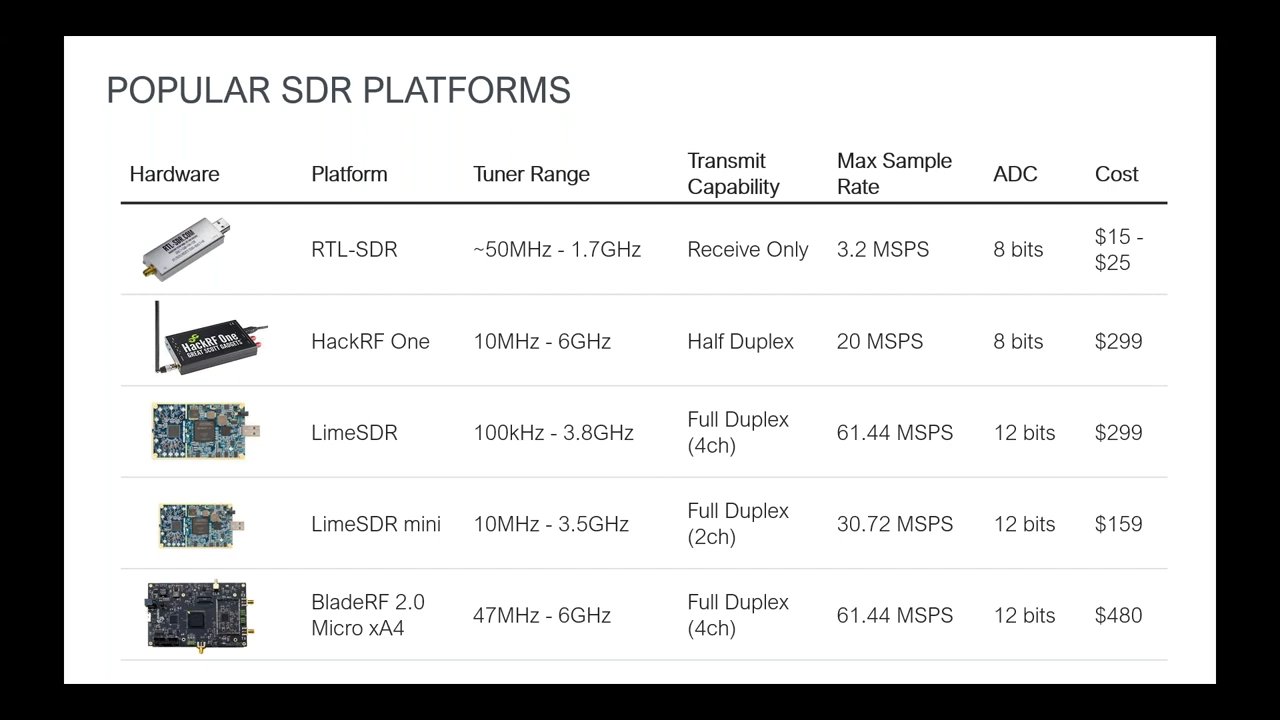 POPULAR SDR PLATFORMS
Hardware Platform Tuner Range Transmit Capability Max Sample Rate ADC Cost
RTL-SDR.COM
RTL-SDR ~50MHz - 1.7GHz Receive Only 3.2 MSPS 8 bits $15 - $25
HackRF One
GREAT SCOTT GADGETS
HackRF One 10MHz - 6GHz Half Duplex 20 MSPS 8 bits $299
LimeSDR 100kHz - 3.8GHz Full Duplex (4ch) 61.44 MSPS 12 bits $299
LimeSDR mini 10MHz - 3.5GHz Full Duplex (2ch) 30.72 MSPS 12 bits $159
BladeRF 2.0 Micro xA4 47MHz - 6GHz Full Duplex (4ch) 61.44 MSPS 12 bits $480